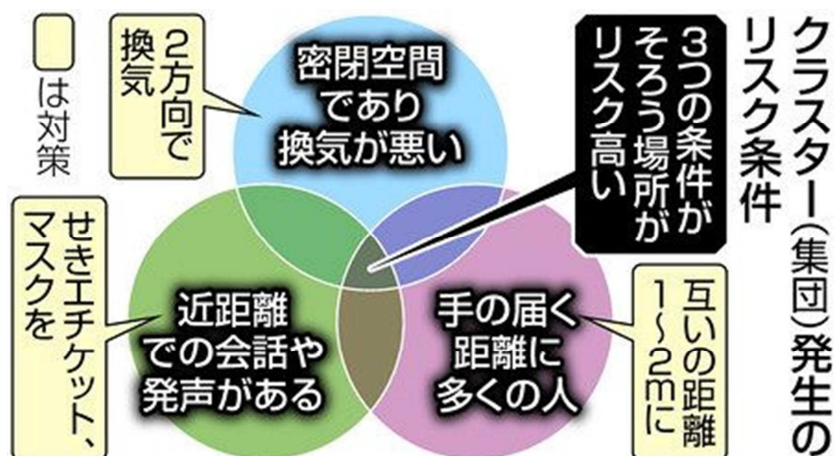 クラスター(集団)発生の
リスク条件
3つの条件が
そろう場所が
リスク高い
密閉空間
であり
換気が悪い
2方向で
換気
は対策
近距離
での会話や
発声がある
せきエチケット、
マスクを
手の届く
距離に
多くの人
互いの距離
1~2mに